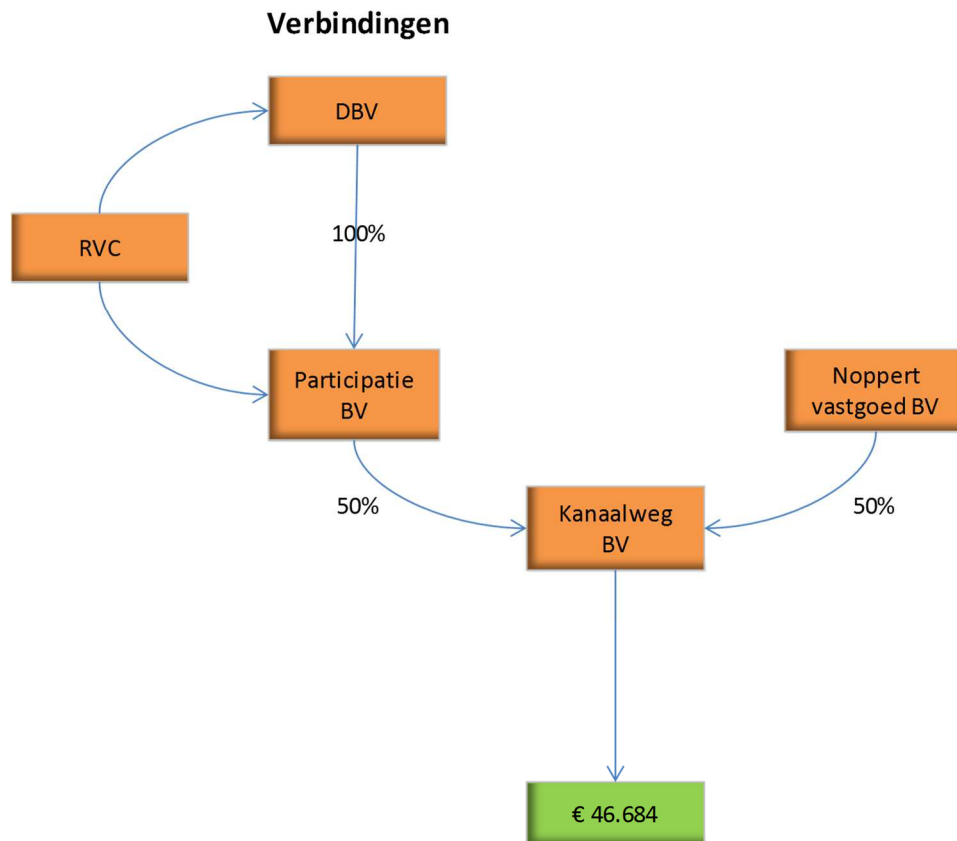 Verbindingen
DBV
RVC
100%
Participatie
BV
Noppert
vastgoed BV
50%
Kanaalweg
BV
50%
€ 46.684